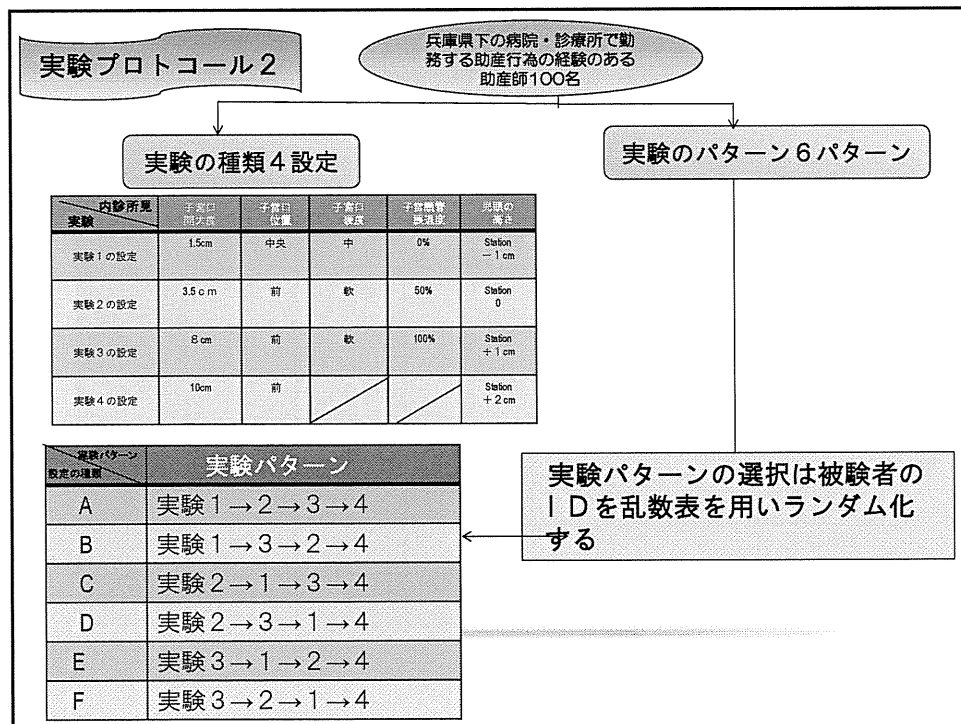 実験プロトコール2
兵庫県下の病院・診療所で勤
務する助産行為の経験のある
助産師100名
実験の種類4設定
実験のパターン6パターン
内診所見
実験
子宮口
開大度
子宮口
位置
子宮口
硬度
子宮頸管
展退度
児頭の
高さ
実験1の設定 1.5cm 中央 中 0% Station
-1cm
実験2の設定 3.5cm 前 軟 50% Station
0
実験3の設定 8cm 前 軟 100% Station
+1cm
実験4の設定 10cm 前 Station
+2cm
実験パターン
設定の種類
実験パターン
A 実験1→2→3→4
B 実験1→3→2→4
C 実験2→1→3→4
D 実験2→3→1→4
E 実験3→1→2→4
F 実験3→2→1→4
実験パターンの選択は被験者の
IDを乱数表を用いランダム化
する